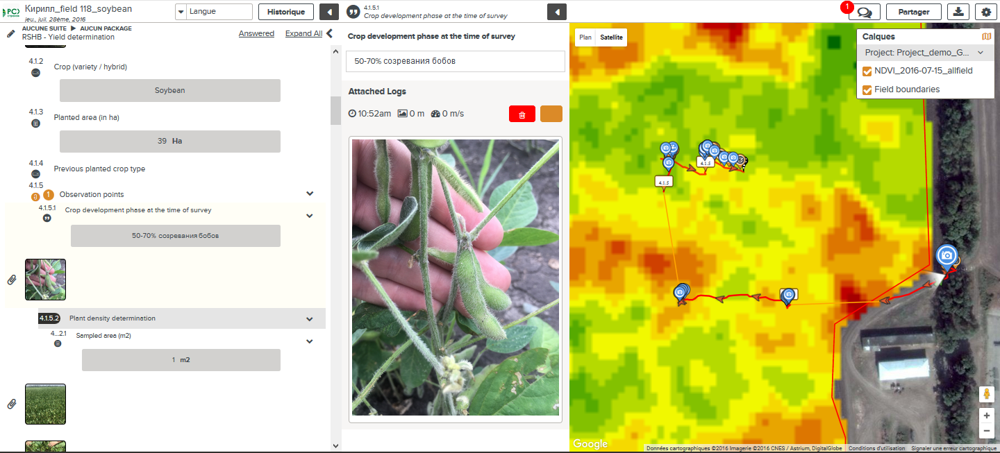 РСХ
СТРАХОВ
Кирилл_field 118_soybean
jeu., juil. 28ème, 2016
Langue
Historique
4.1.5.1
Crop development phase at the time of survey
1
Partager
AUCUNE SUITE ▶ AUCUN PACKAGE
RSHB - Yield determination
Answered
Expand All
4.1.2
Crop (variety / hybrid)
Soybean
4.1.3
Planted area (in ha)
39 Ha
4.1.4
Previous planted crop type
4.1.5
1
Observation points
4.1.5.1
Crop development phase at the time of survey
50-70% созревания бобов
4.1.5.2
Plant density determination
4...2.1
Sampled area (m2)
1 m2
Crop development phase at the time of survey
50-70% созревания бобов
Attached Logs
10:52am 0 m 0 m/s
Plan
Satellite
Calques
Project: Project_demo_G...
NDVI_2016-07-15_allfield
Field boundaries
4.1.5
4.1.5
Google
Données cartographiques ©2016 Imagerie ©2016 CNES / Astrium, DigitalGlobe
Conditions d'utilisation
Signaler une erreur cartographique